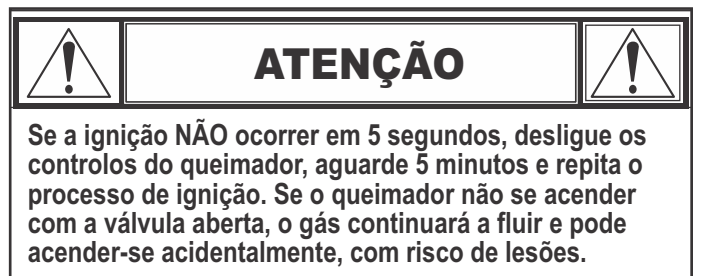 ATENÇÃO
Se a ignição NÃO ocorrer em 5 segundos, desligue os
controlos do queimador, aguarde 5 minutos e repita o
processo de ignição. Se o queimador não se acender
com a válvula aberta, o gás continuará a fluir e pode
acender-se acidentalmente, com risco de lesões.